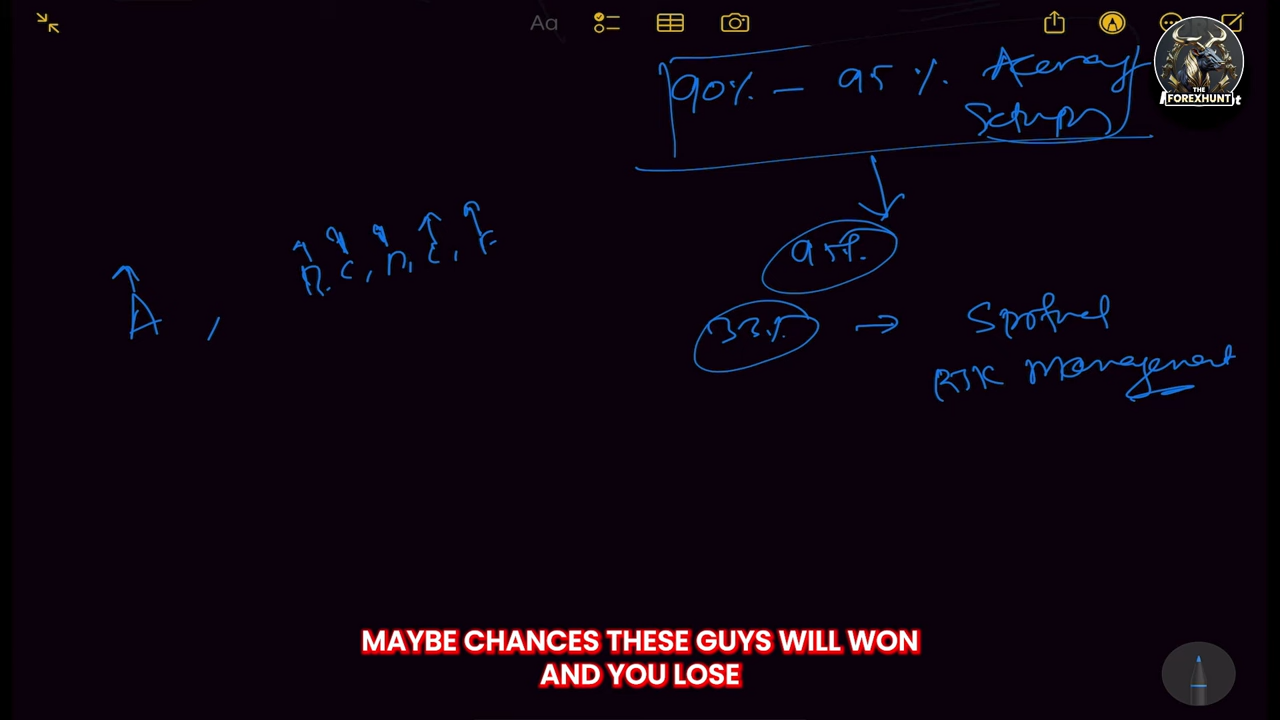 Aa
90% - 95% Accuracy
Setups
THE
FOREXHUNT
95%
A, B, C, D, E, F
33% →
Risk Management
MAYBE CHANCES THESE GUYS WILL WON
AND YOU LOSE